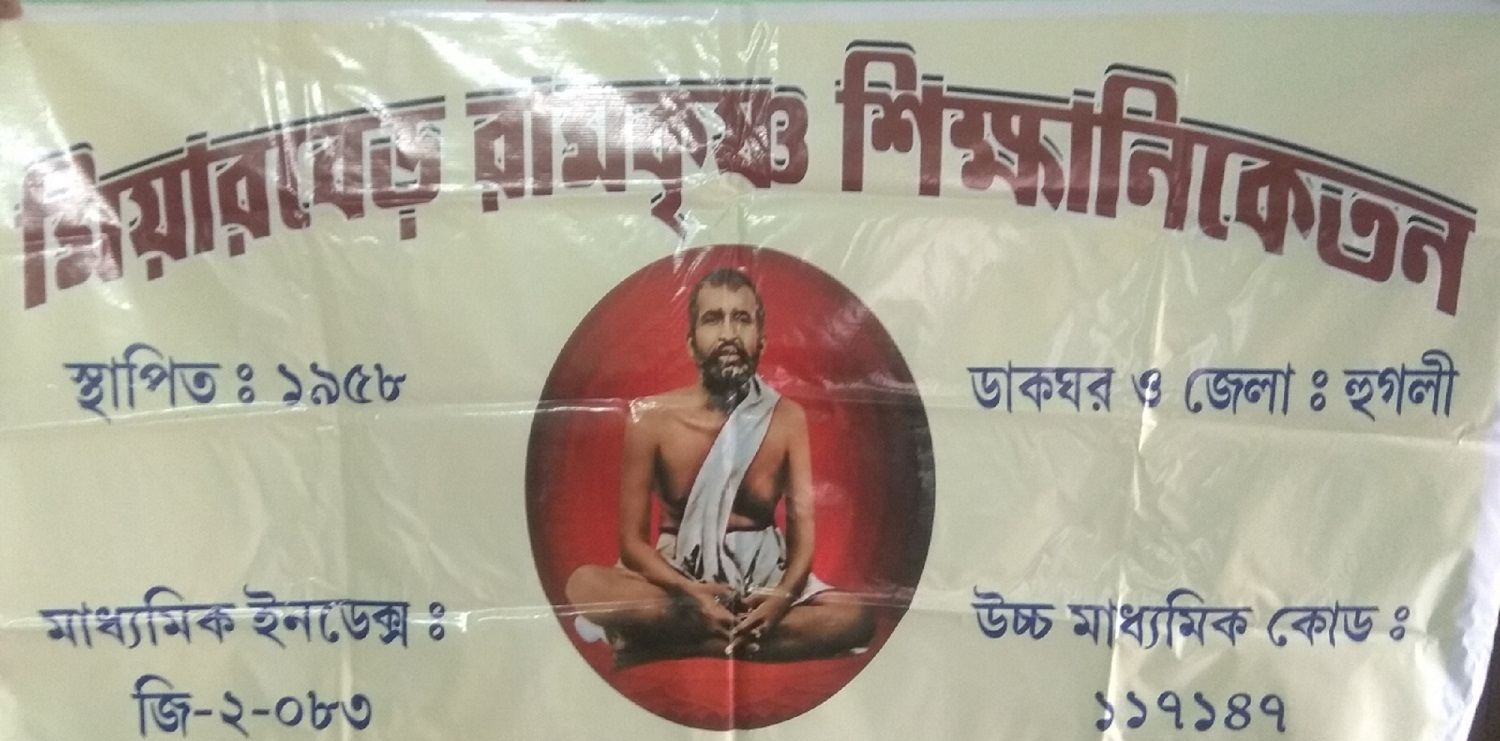 মিয়ারবেড় রামকৃষ্ণ শিক্ষানিকেতন
স্থাপিত ঃ ১৯৫৮
ডাকঘর ও জেলা ঃ হুগলী
মাধ্যমিক ইনডেক্স ঃ
জি-২-০৮৩
উচ্চ মাধ্যমিক কোড ঃ
১১৭১৪৭